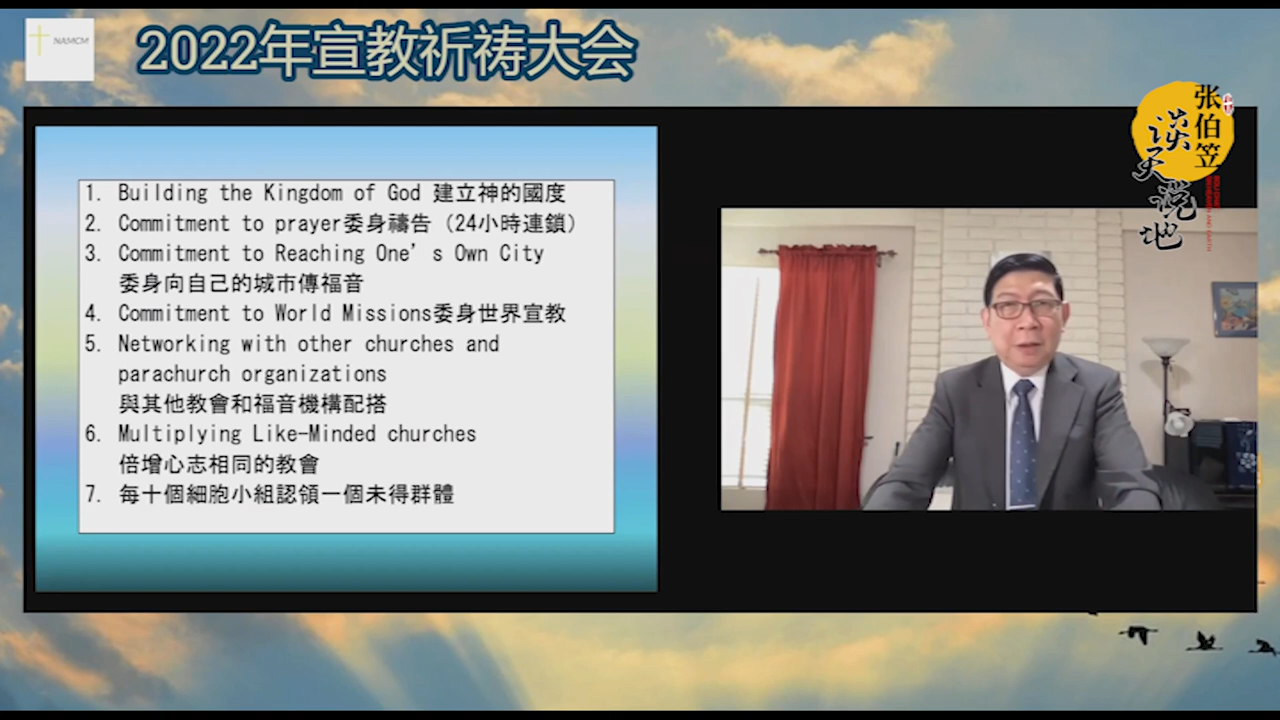 NAMCM
2022年宣教祈祷大会
张伯笠
谈天说地
1. Building the Kingdom of God 建立神的國度
2. Commitment to prayer委身禱告 (24小時連鎖)
3. Commitment to Reaching One's Own City
委身向自己的城市傳福音
4. Commitment to World Missions委身世界宣教
5. Networking with other churches and
parachurch organizations
與其他教會和福音機構配搭
6. Multiplying Like-Minded churches
倍增心志相同的教會
7. 每十個細胞小組認領一個未得群體